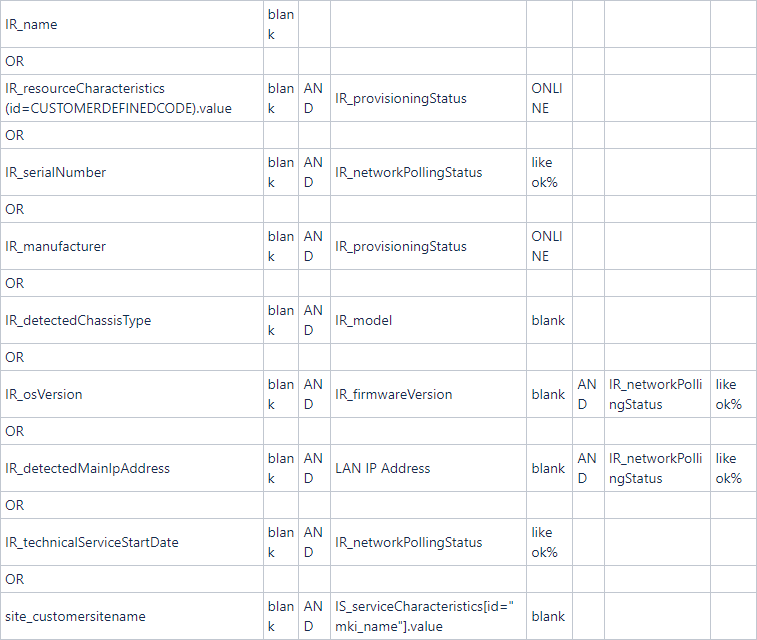 IR_name blank
OR
IR_resourceCharacteristics (id=CUSTOMERDEFINEDCODE).value blank AND IR_provisioningStatus ONLINE
OR
IR_serialNumber blank AND IR_networkPollingStatus like ok%
OR
IR_manufacturer blank AND IR_provisioningStatus ONLINE
OR
IR_detectedChassisType blank AND IR_model blank
OR
IR_osVersion blank AND IR_firmwareVersion blank AND IR_networkPollingStatus like ok%
OR
IR_detectedMainIpAddress blank AND LAN IP Address blank AND IR_networkPollingStatus like ok%
OR
IR_technicalServiceStartDate blank AND IR_networkPollingStatus like ok%
OR
site_customersitename blank AND IS_serviceCharacteristics[id="mki_name"].value blank